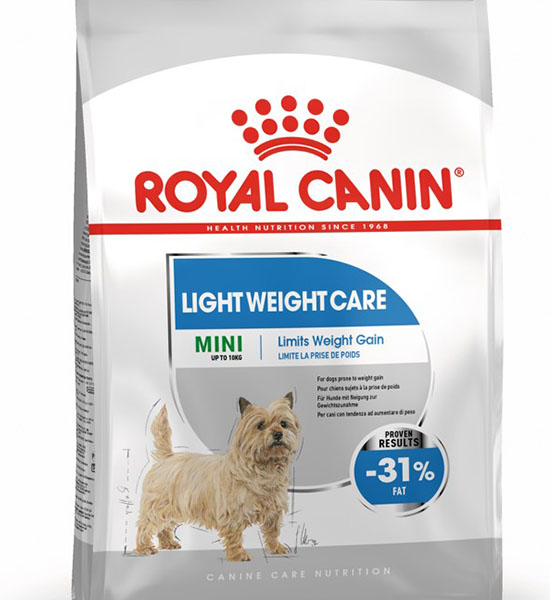 ROYAL CANIN®
HEALTH NUTRITION SINCE 1968
LIGHT WEIGHT CARE
MINI
UP TO 10KG
Limits Weight Gain
LIMITE LA PRISE DE POIDS
For dogs prone to weight gain
Pour chiens sujets à la prise de poids
Für Hunde mit Neigung zur
Gewichtszunahme
Per cani con tendenza ad aumentare di peso
PROVEN
RESULTS
-31%
FAT
CANINE CARE NUTRITION